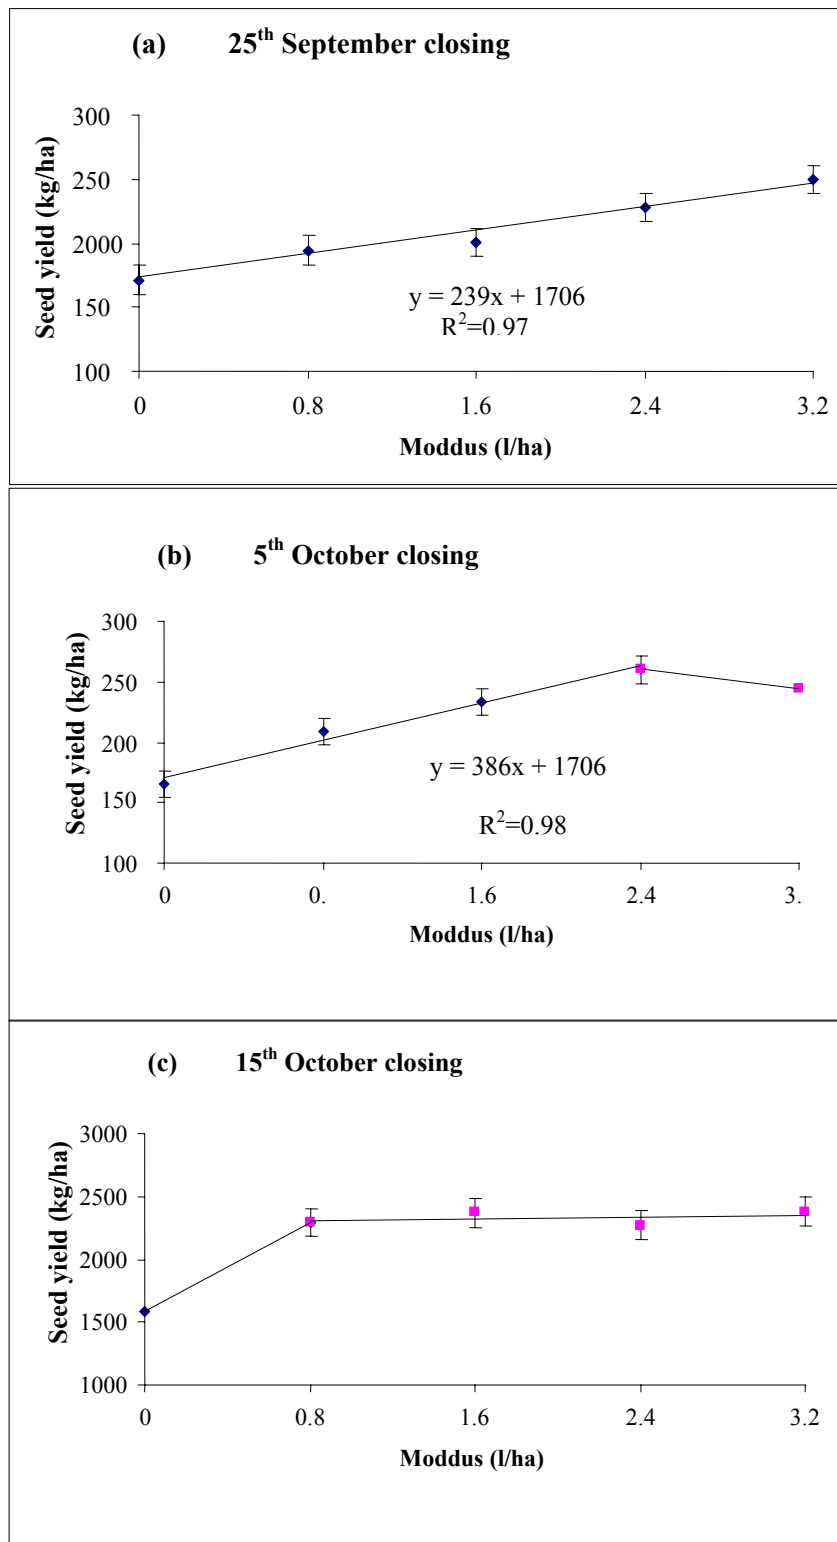 (a) 25th September closing
300
250
2000
150
100
Seed yield (kg/ha)
y = 239x + 1706
R2=0.97
0 0.8 1.6 2.4 3.2
Moddus (l/ha)
(b) 5th October closing
300
250
200
150
100
Seed yield (kg/ha)
y = 386x + 1706
R2=0.98
0 0. 1.6 2.4 3.
Moddus (l/ha)
(c) 15th October closing
3000
2500
2000
1500
1000
Seed yield (kg/ha)
0 0.8 1.6 2.4 3.2
Moddus (l/ha)